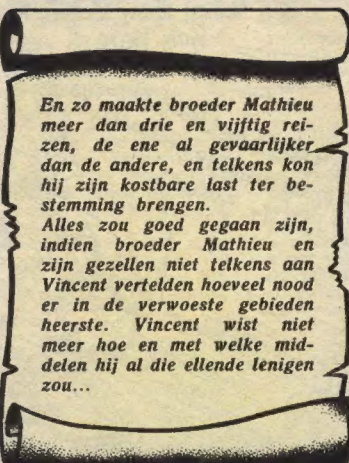 En zo maakte broeder Mathieu
meer dan drie en vijftig rei-
zen, de ene al gevaarlijker
dan de andere, en telkens kon
hij zijn kostbare last ter be-
stemming brengen.
Alles zou goed gegaan zijn,
indien broeder Mathieu en
zijn gezellen niet telkens aan
Vincent vertelden hoeveel nood
er in de verwoeste gebieden
heerste. Vincent wist niet
meer hoe en met welke mid-
delen hij al die ellende lenigen
zou...